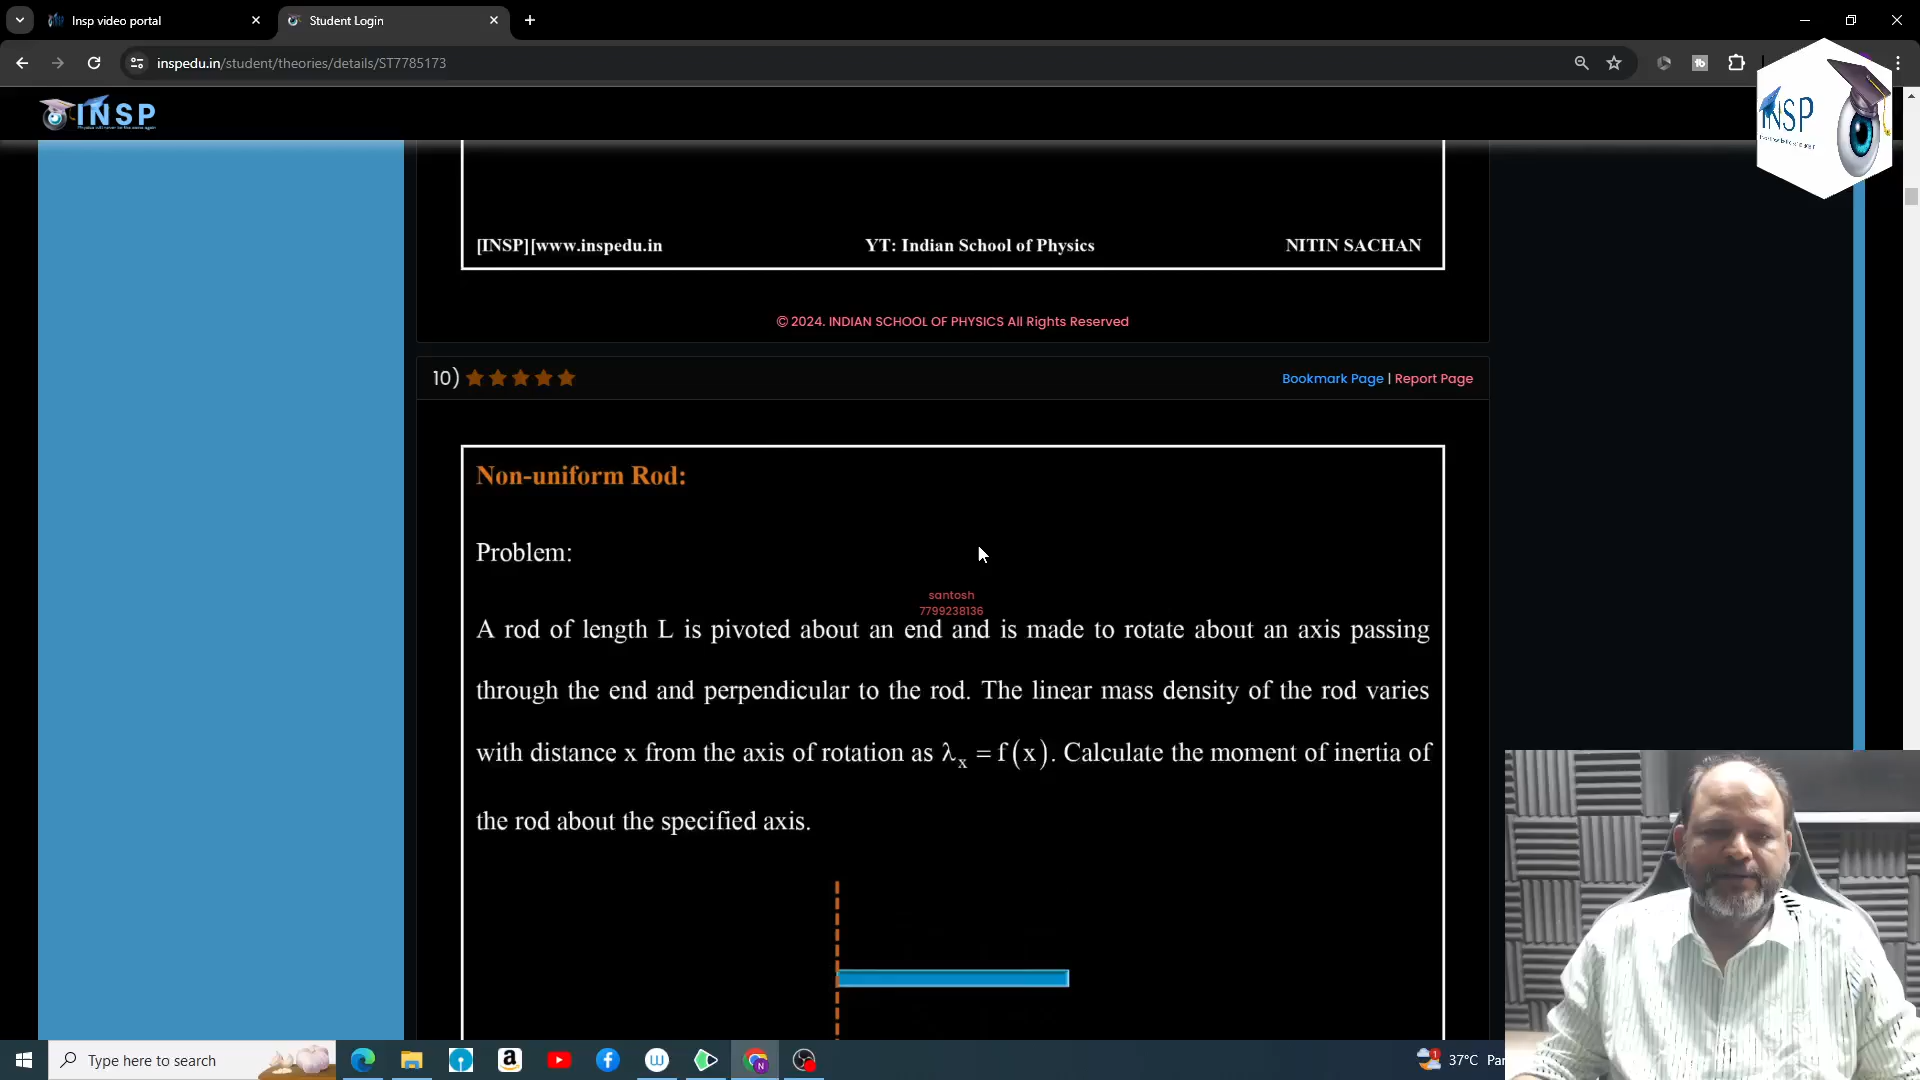 Insp video portal
Student Login
inspedu.in/student/theories/details/ST7785173
INSP
INSP
[INSP][www.inspedu.in
YT: Indian School of Physics
NITIN SACHAN
© 2024. INDIAN SCHOOL OF PHYSICS All Rights Reserved
10)
Bookmark Page | Report Page
Non-uniform Rod:
Problem:
santosh
7799238136
A rod of length L is pivoted about an end and is made to rotate about an axis passing
through the end and perpendicular to the rod. The linear mass density of the rod varies
with distance x from the axis of rotation as λₓ = f(x). Calculate the moment of inertia of
the rod about the specified axis.
Type here to search
37°C